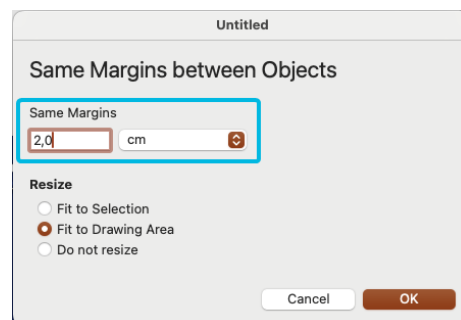 Untitled
Same Margins between Objects
Same Margins
2,0 cm
Resize
Fit to Selection
Fit to Drawing Area
Do not resize
Cancel OK